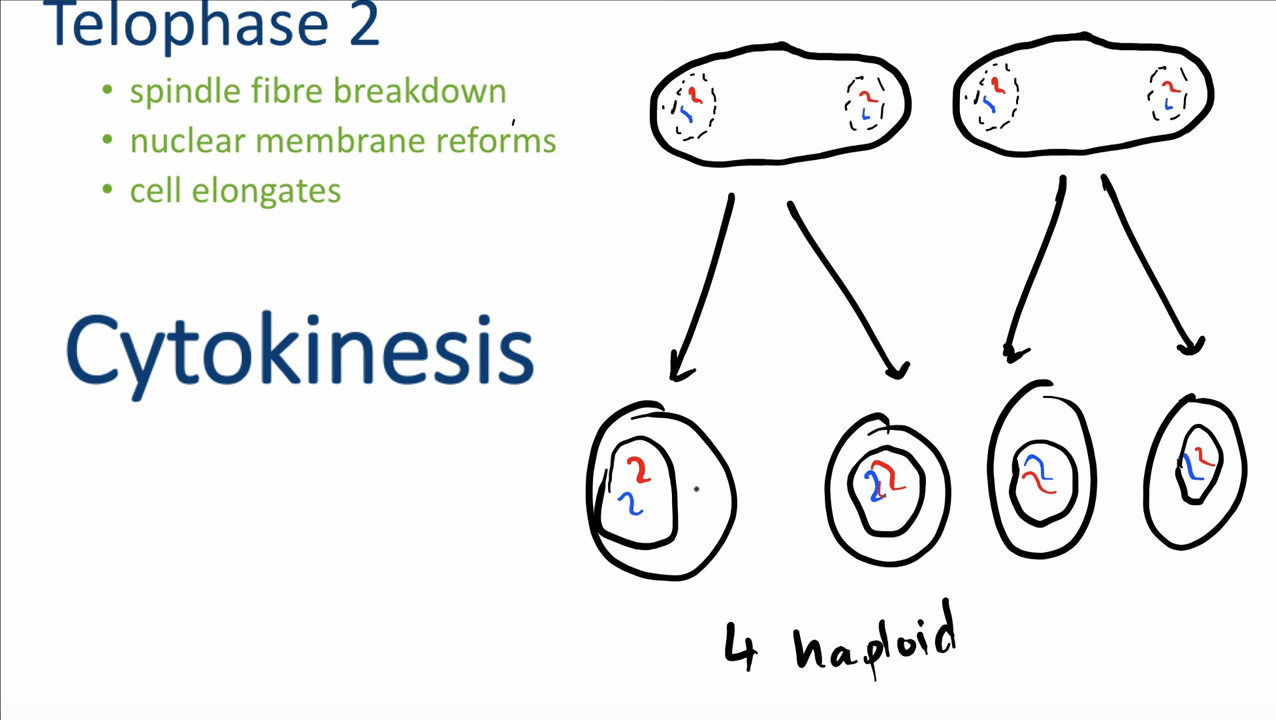 Telophase 2
• spindle fibre breakdown
• nuclear membrane reforms
• cell elongates
Cytokinesis
4 haploid